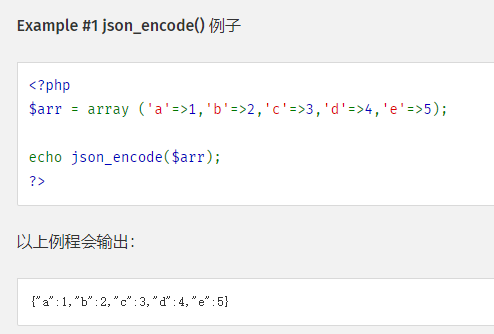 Example #1 json_encode() 例子
<?php
$arr = array ('a'=>1,'b'=>2,'c'=>3,'d'=>4,'e'=>5);
echo json_encode($arr);
?>
以上例程会输出：
{"a":1,"b":2,"c":3,"d":4,"e":5}